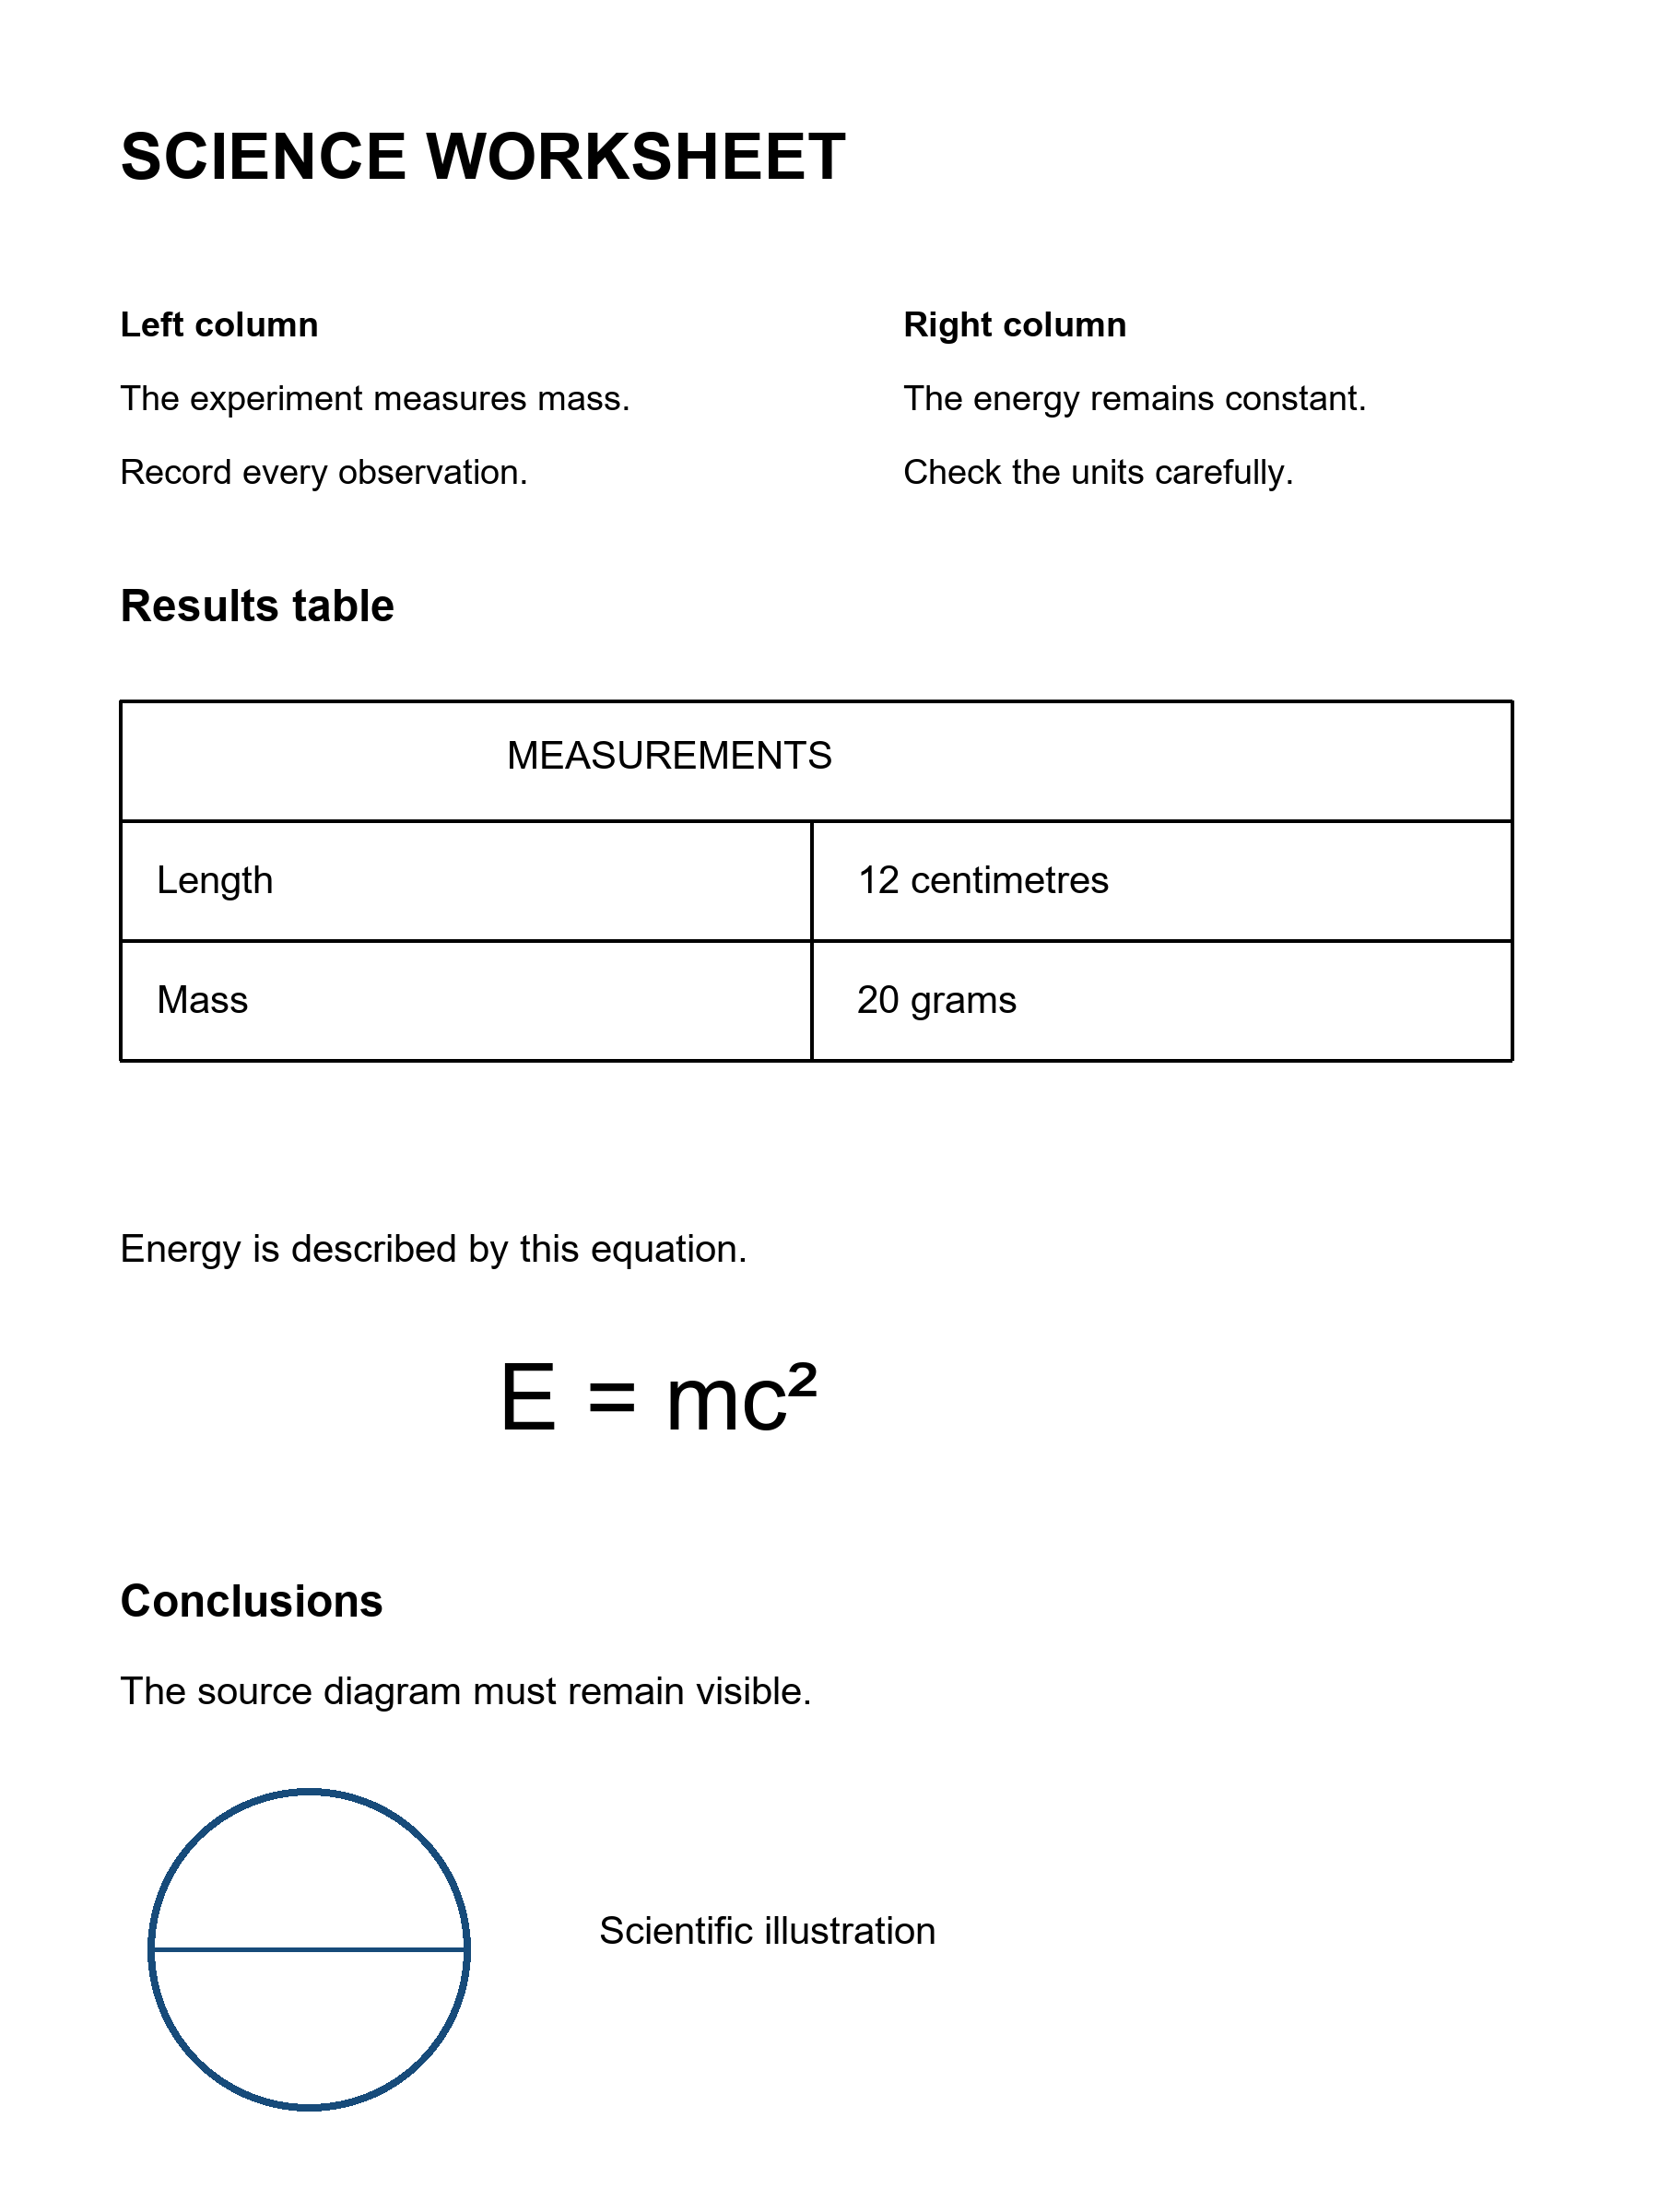 SCIENCE WORKSHEET
Left column
The experiment measures mass.
Record every observation.
Right column
The energy remains constant.
Check the units carefully.
Results table
MEASUREMENTS
Length
12 centimetres
Mass
20 grams
Energy is described by this equation.
E = mc²
Conclusions
The source diagram must remain visible.
Scientific illustration